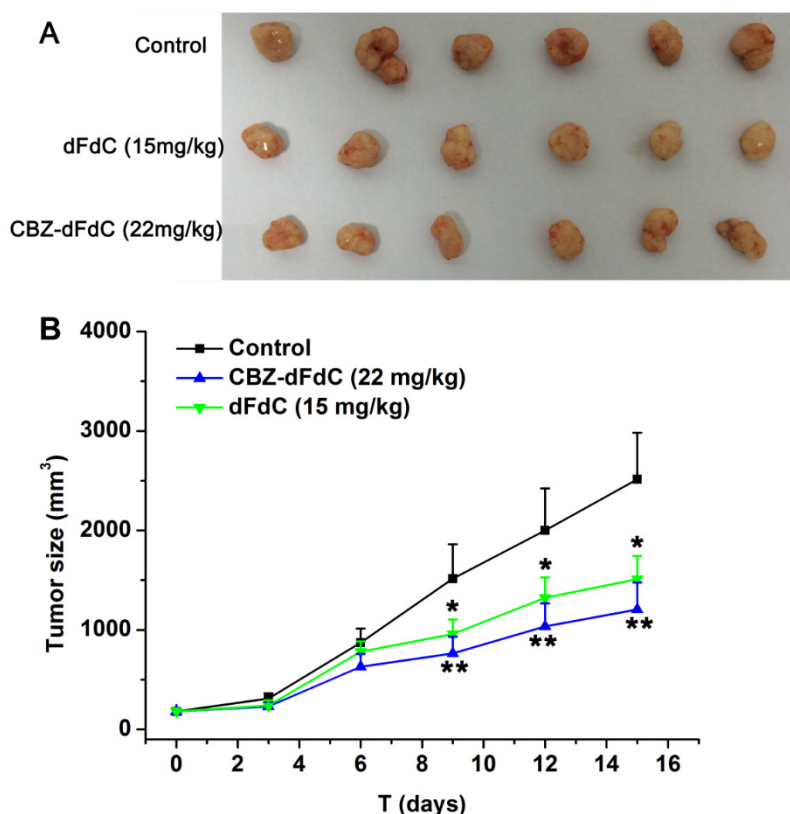 A
Control
dFdC (15mg/kg)
CBZ-dFdC (22mg/kg)
B
Control
CBZ-dFdC (22 mg/kg)
dFdC (15 mg/kg)
4000
3000
2000
1000
0
Tumor size (mm³)
*
*
*
**
**
**
0 2 4 6 8 10 12 14 16
T (days)